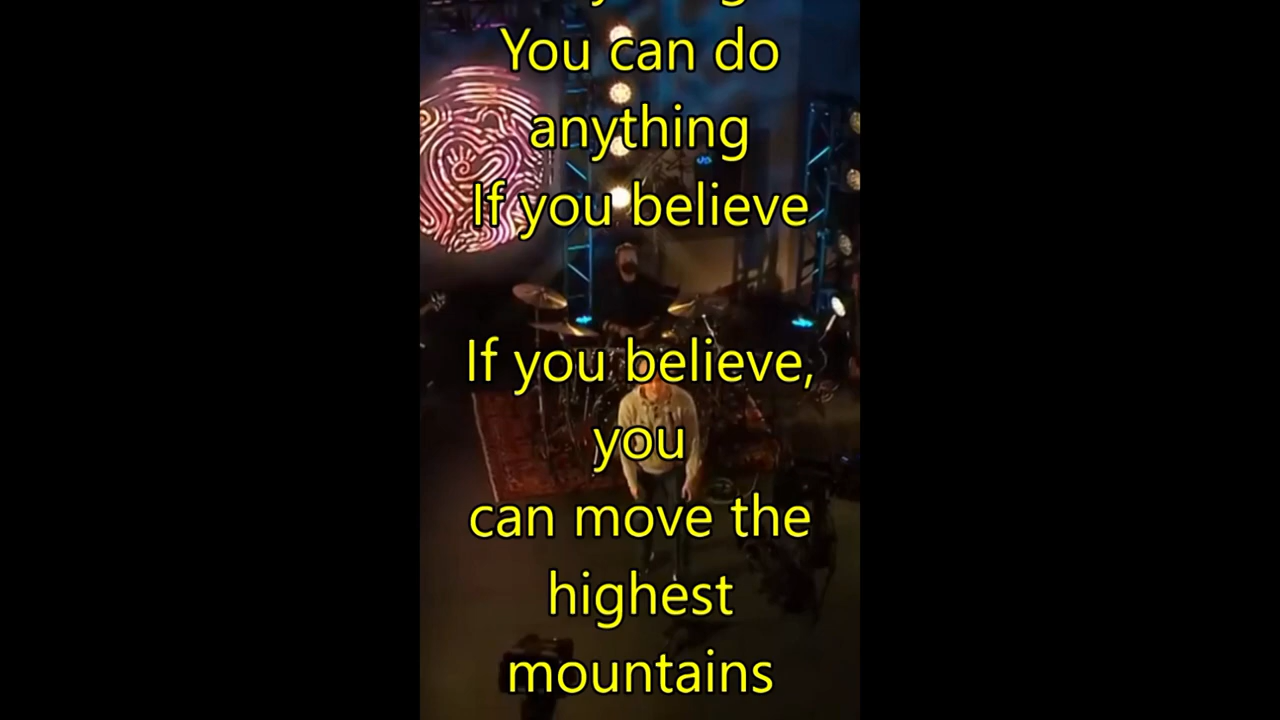 You can do
anything
If you believe
If you believe,
you
can move the
highest
mountains